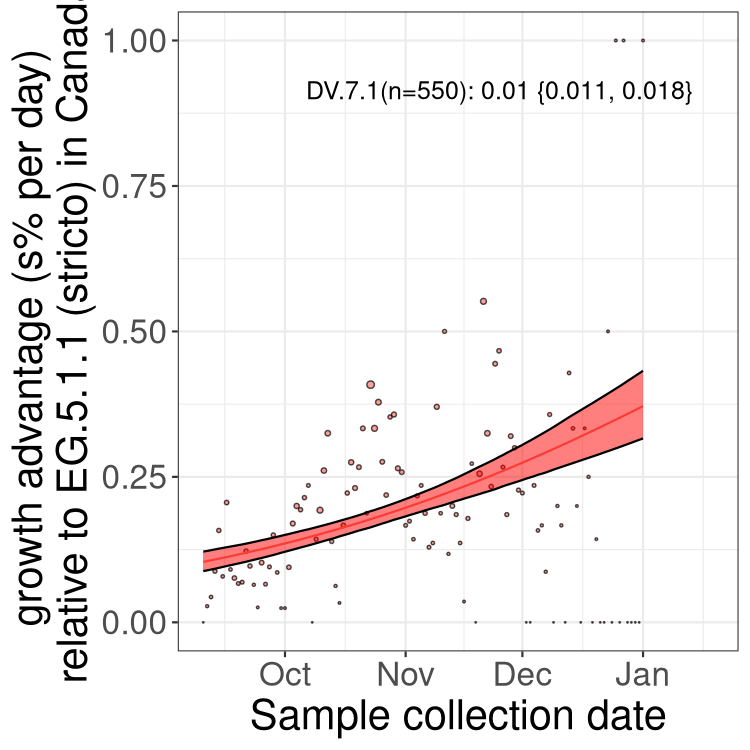 growth advantage (s% per day)
relative to EG.5.1.1 (stricto) in Canada
1.00
0.75
0.50
0.25
0.00
DV.7.1(n=550): 0.01 {0.011, 0.018}
Oct Nov Dec Jan
Sample collection date